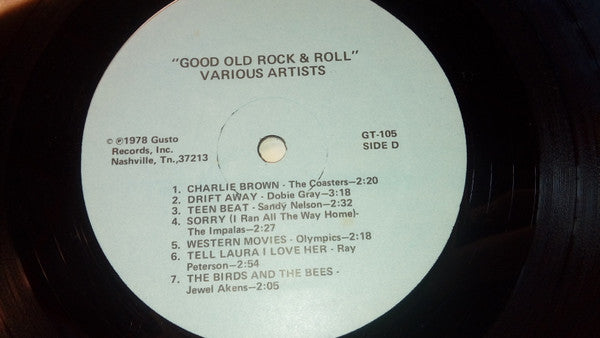 "GOOD OLD ROCK & ROLL"
VARIOUS ARTISTS
© ℗1978 Gusto
Records, Inc.
Nashville, Tn.,37213
GT-105
SIDE D
1. CHARLIE BROWN - The Coasters—2:20
2. DRIFT AWAY - Dobie Gray—3:18
3. TEEN BEAT - Sandy Nelson—2:32
4. SORRY (I Ran All The Way Home)-
The Impalas—2:27
5. WESTERN MOVIES - Olympics—2:18
6. TELL LAURA I LOVE HER - Ray
Peterson—2:54
7. THE BIRDS AND THE BEES -
Jewel Akens—2:05